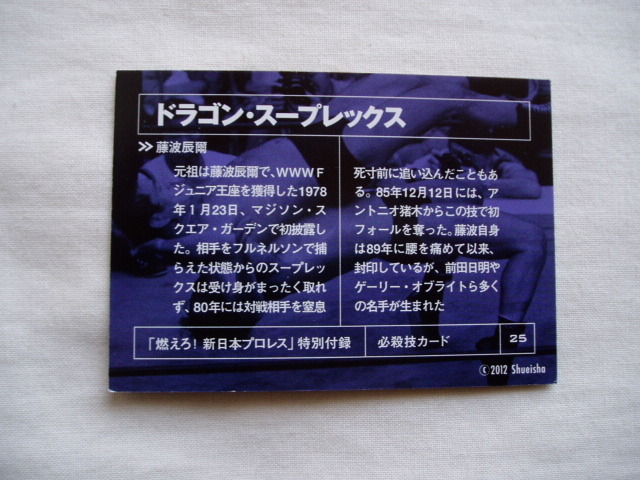 ドラゴン・スープレックス
≫ 藤波辰爾
元祖は藤波辰爾で、WWWF
ジュニア王座を獲得した1978
年1月23日、マジソン・ス
クエア・ガーデンで初披露し
た。相手をフルネルソンで捕
らえた状態からのスープレッ
クスは受け身がまったく取れ
ず、80年には対戦相手を窒息
死寸前に追い込んだこともあ
る。85年12月12日には、ア
ントニオ猪木からこの技で初
フォールを奪った。藤波自身
は89年に腰を痛めて以来、
封印しているが、前田日明や
ゲーリー・オブライトら多く
の名手が生まれた
「燃えろ！新日本プロレス」特別付録 必殺技カード 25
© 2012 Shueisha